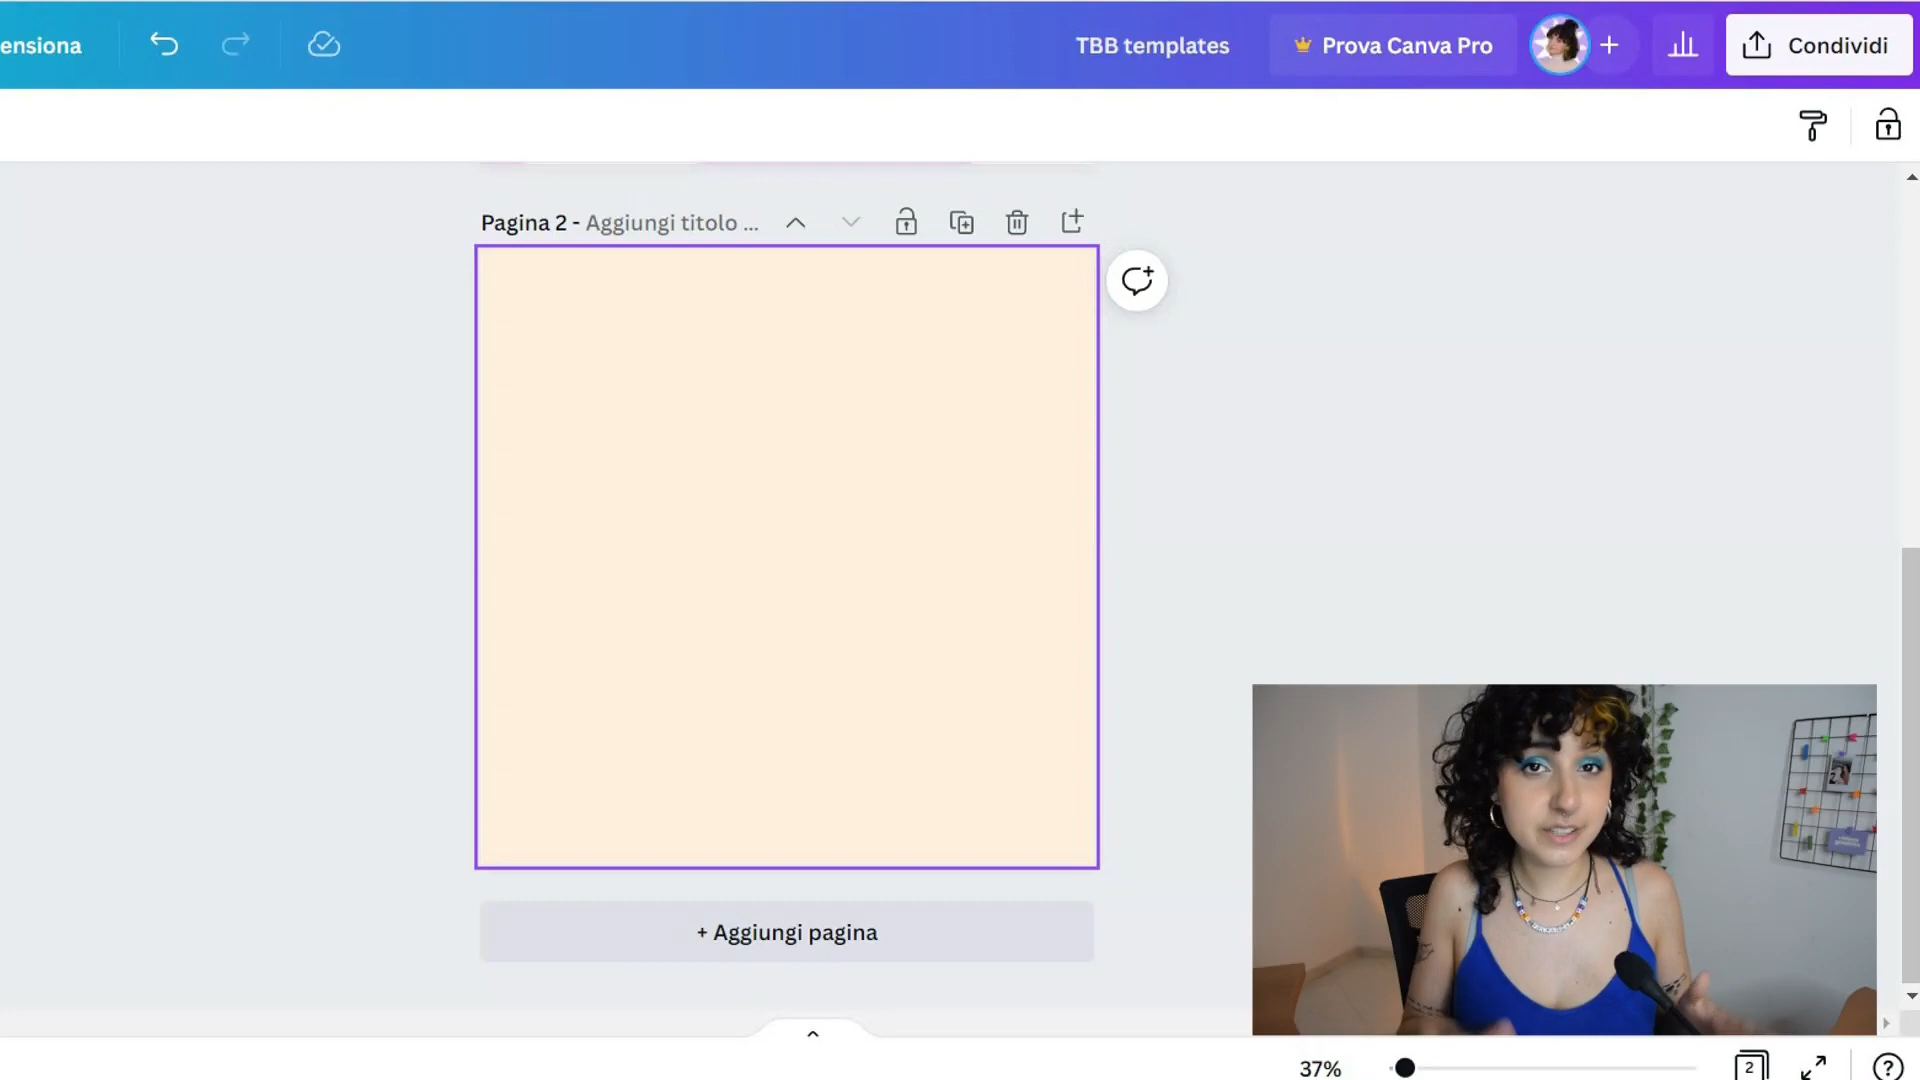 ensiona
TBB templates
Prova Canva Pro
Condividi
Pagina 2 - Aggiungi titolo ...
+ Aggiungi pagina
37%
2